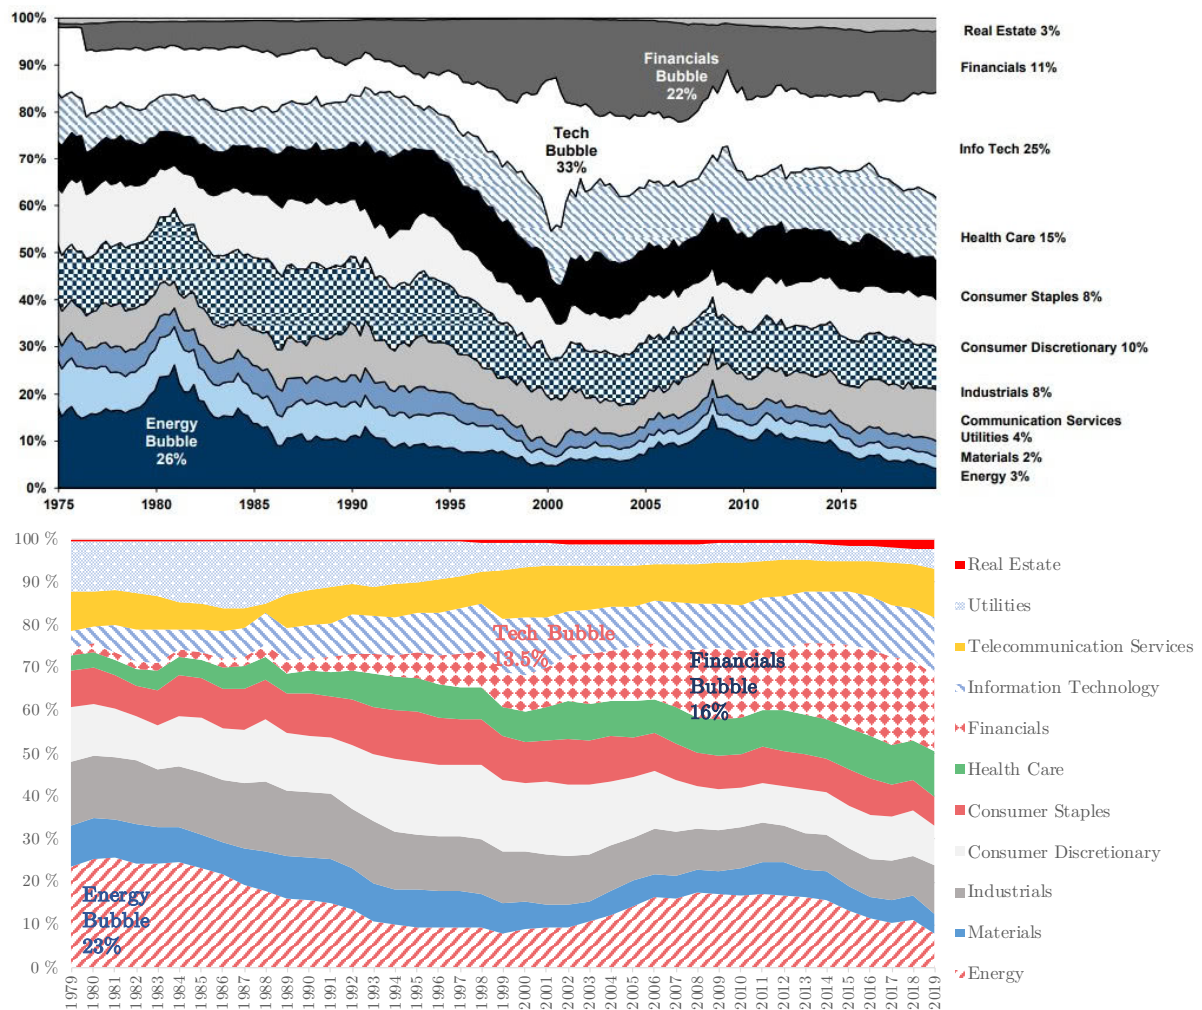 100%
90%
80%
70%
60%
50%
40%
30%
20%
10%
0%
Financials
Bubble
22%
Tech
Bubble
33%
Energy
Bubble
26%
1975
1980
1985
1990
1995
2000
2005
2010
2015
Real Estate 3%
Financials 11%
Info Tech 25%
Health Care 15%
Consumer Staples 8%
Consumer Discretionary 10%
Industrials 8%
Communication Services
Utilities 4%
Materials 2%
Energy 3%
100 %
90 %
80 %
70 %
60 %
50 %
40 %
30 %
20 %
10 %
0 %
Tech Bubble
13.5%
Financials
Bubble
16%
Energy
Bubble
23%
1979
1980
1981
1982
1983
1984
1985
1986
1987
1988
1989
1990
1991
1992
1993
1994
1995
1996
1997
1998
1999
2000
2001
2002
2003
2004
2005
2006
2007
2008
2009
2010
2011
2012
2013
2014
2015
2016
2017
2018
2019
Real Estate
Utilities
Telecommunication Services
Information Technology
Financials
Health Care
Consumer Staples
Consumer Discretionary
Industrials
Materials
Energy